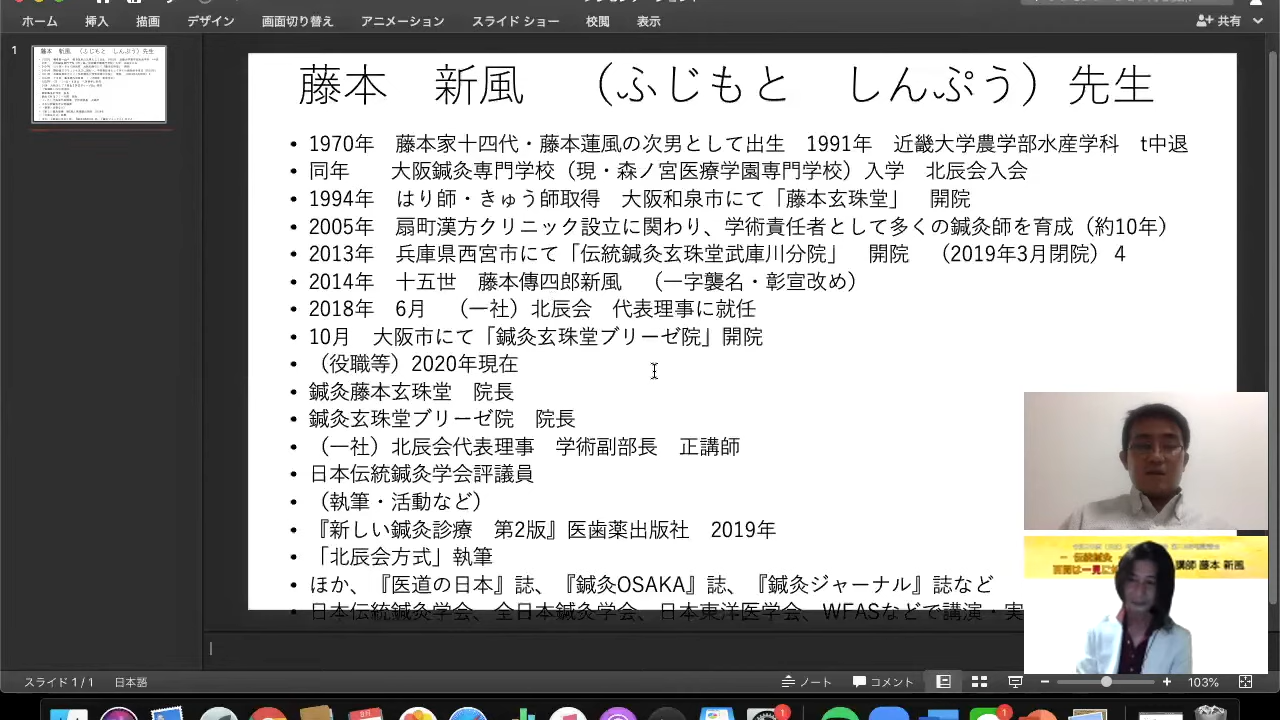 ホーム 挿入 描画 デザイン 画面切り替え アニメーション スライド ショー 校閲 表示 共有
1
藤本　新風　（ふじもと　しんぷう）先生
• 1970年　藤本家十四代・藤本蓮風の次男として出生　1991年　近畿大学農学部水産学科　t中退
• 同年　　大阪鍼灸専門学校（現・森ノ宮医療学園専門学校）入学　北辰会入会
• 1994年　はり師・きゅう師取得　大阪和泉市にて「藤本玄珠堂」　開院
• 2005年　扇町漢方クリニック設立に関わり、学術責任者として多くの鍼灸師を育成（約10年）
• 2013年　兵庫県西宮市にて「伝統鍼灸玄珠堂武庫川分院」　開院　（2019年3月閉院）4
• 2014年　十五世　藤本傳四郎新風　（一字襲名・彰宣改め）
• 2018年　6月　（一社）北辰会　代表理事に就任
• 10月　大阪市にて「鍼灸玄珠堂ブリーゼ院」開院
• （役職等）2020年現在
• 鍼灸藤本玄珠堂　院長
• 鍼灸玄珠堂ブリーゼ院　院長
• （一社）北辰会代表理事　学術副部長　正講師
• 日本伝統鍼灸学会評議員
• （執筆・活動など）
• 『新しい鍼灸診療　第2版』医歯薬出版社　2019年
• 「北辰会方式」執筆
• ほか、『医道の日本』誌、『鍼灸OSAKA』誌、『鍼灸ジャーナル』誌など
• 日本伝統鍼灸学会、全日本鍼灸学会、日本東洋医学会、WFASなどで講演・実
伝統鍼灸
百聞は一見に
講師 藤本 新風
スライド 1 / 1 日本語 ノート コメント 103%